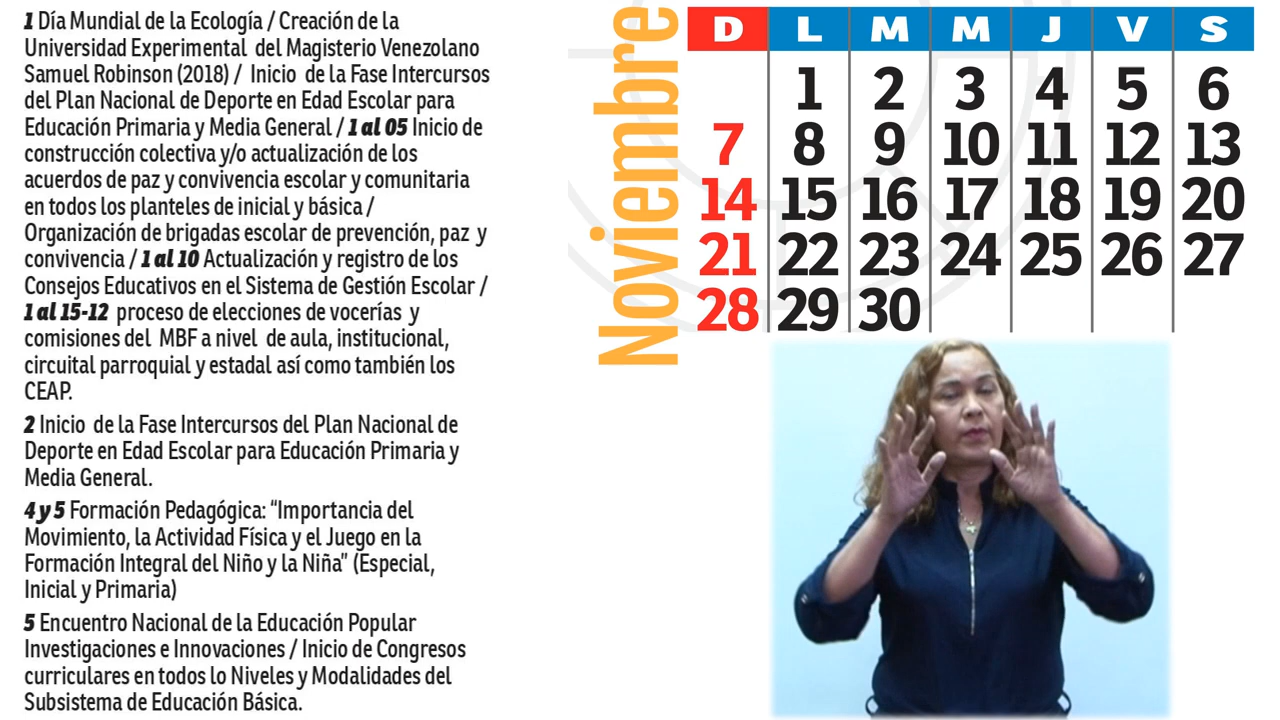 1 Día Mundial de la Ecología / Creación de la
Universidad Experimental del Magisterio Venezolano
Samuel Robinson (2018) / Inicio de la Fase Intercursos
del Plan Nacional de Deporte en Edad Escolar para
Educación Primaria y Media General / 1 al 05 Inicio de
construcción colectiva y/o actualización de los
acuerdos de paz y convivencia escolar y comunitaria
en todos los planteles de inicial y básica /
Organización de brigadas escolar de prevención, paz y
convivencia / 1 al 10 Actualización y registro de los
Consejos Educativos en el Sistema de Gestión Escolar /
1 al 15-12 proceso de elecciones de vocerías y
comisiones del MBF a nivel de aula, institucional,
circuital parroquial y estadal así como también los
CEAP.
2 Inicio de la Fase Intercursos del Plan Nacional de
Deporte en Edad Escolar para Educación Primaria y
Media General.
4 y 5 Formación Pedagógica: “Importancia del
Movimiento, la Actividad Física y el Juego en la
Formación Integral del Niño y la Niña” (Especial,
Inicial y Primaria)
5 Encuentro Nacional de la Educación Popular
Investigaciones e Innovaciones / Inicio de Congresos
curriculares en todos lo Niveles y Modalidades del
Subsistema de Educación Básica.
Noviembre
D L M M J V S
1 2 3 4 5 6
7 8 9 10 11 12 13
14 15 16 17 18 19 20
21 22 23 24 25 26 27
28 29 30